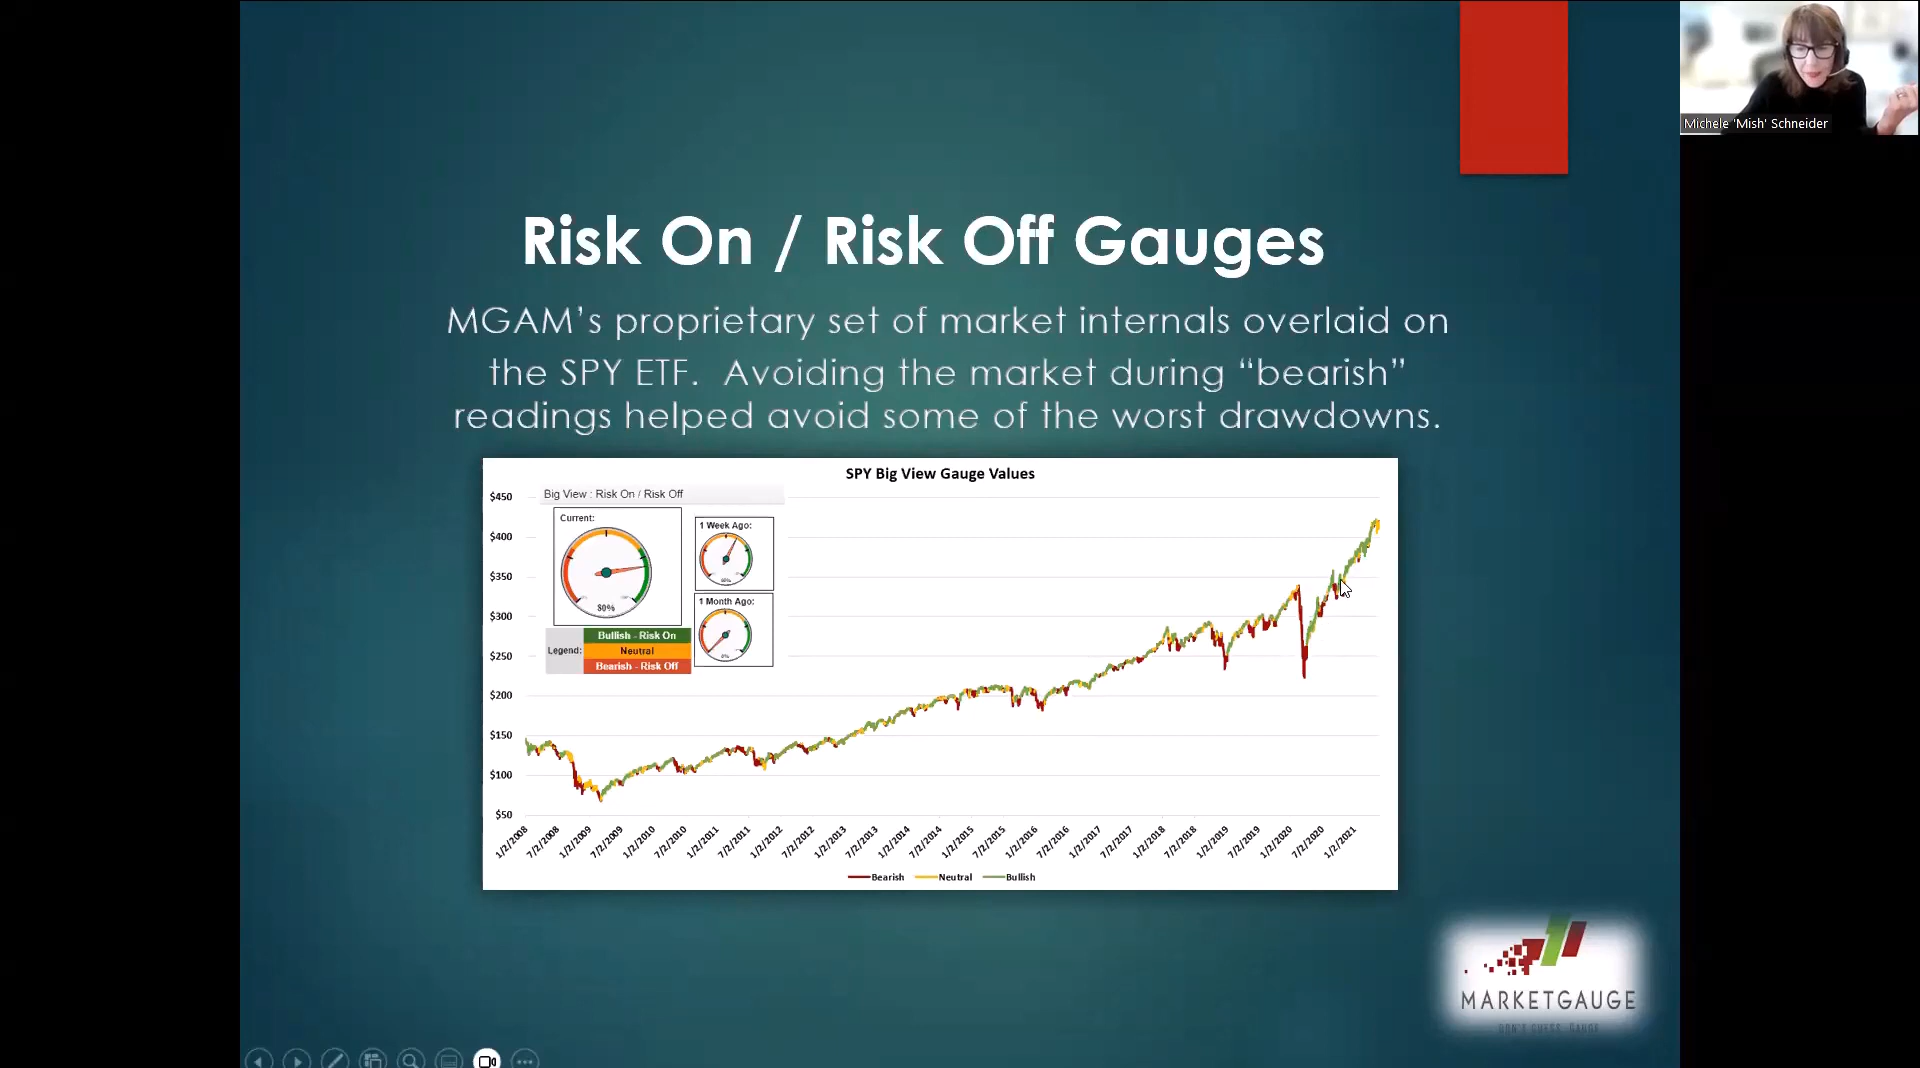 Michele 'Mish' Schneider
Risk On / Risk Off Gauges
MGAM's proprietary set of market internals overlaid on
the SPY ETF. Avoiding the market during "bearish"
readings helped avoid some of the worst drawdowns.
SPY Big View Gauge Values
Big View : Risk On / Risk Off
Current:
80%
1 Week Ago:
60%
1 Month Ago:
0%
Legend:
Bullish - Risk On
Neutral
Bearish - Risk Off
$450
$400
$350
$300
$250
$200
$150
$100
$50
1/2/2008
7/2/2008
1/2/2009
7/2/2009
1/2/2010
7/2/2010
1/2/2011
7/2/2011
1/2/2012
7/2/2012
1/2/2013
7/2/2013
1/2/2014
7/2/2014
1/2/2015
7/2/2015
1/2/2016
7/2/2016
1/2/2017
7/2/2017
1/2/2018
7/2/2018
1/2/2019
7/2/2019
1/2/2020
7/2/2020
1/2/2021
Bearish Neutral Bullish
MARKETGAUGE